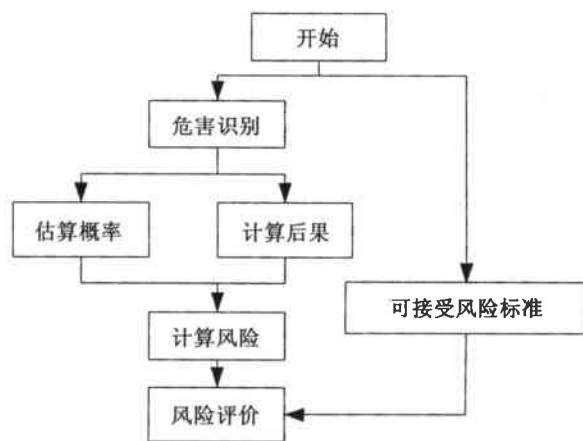 开始
危害识别
估算概率
计算后果
可接受风险标准
计算风险
风险评价